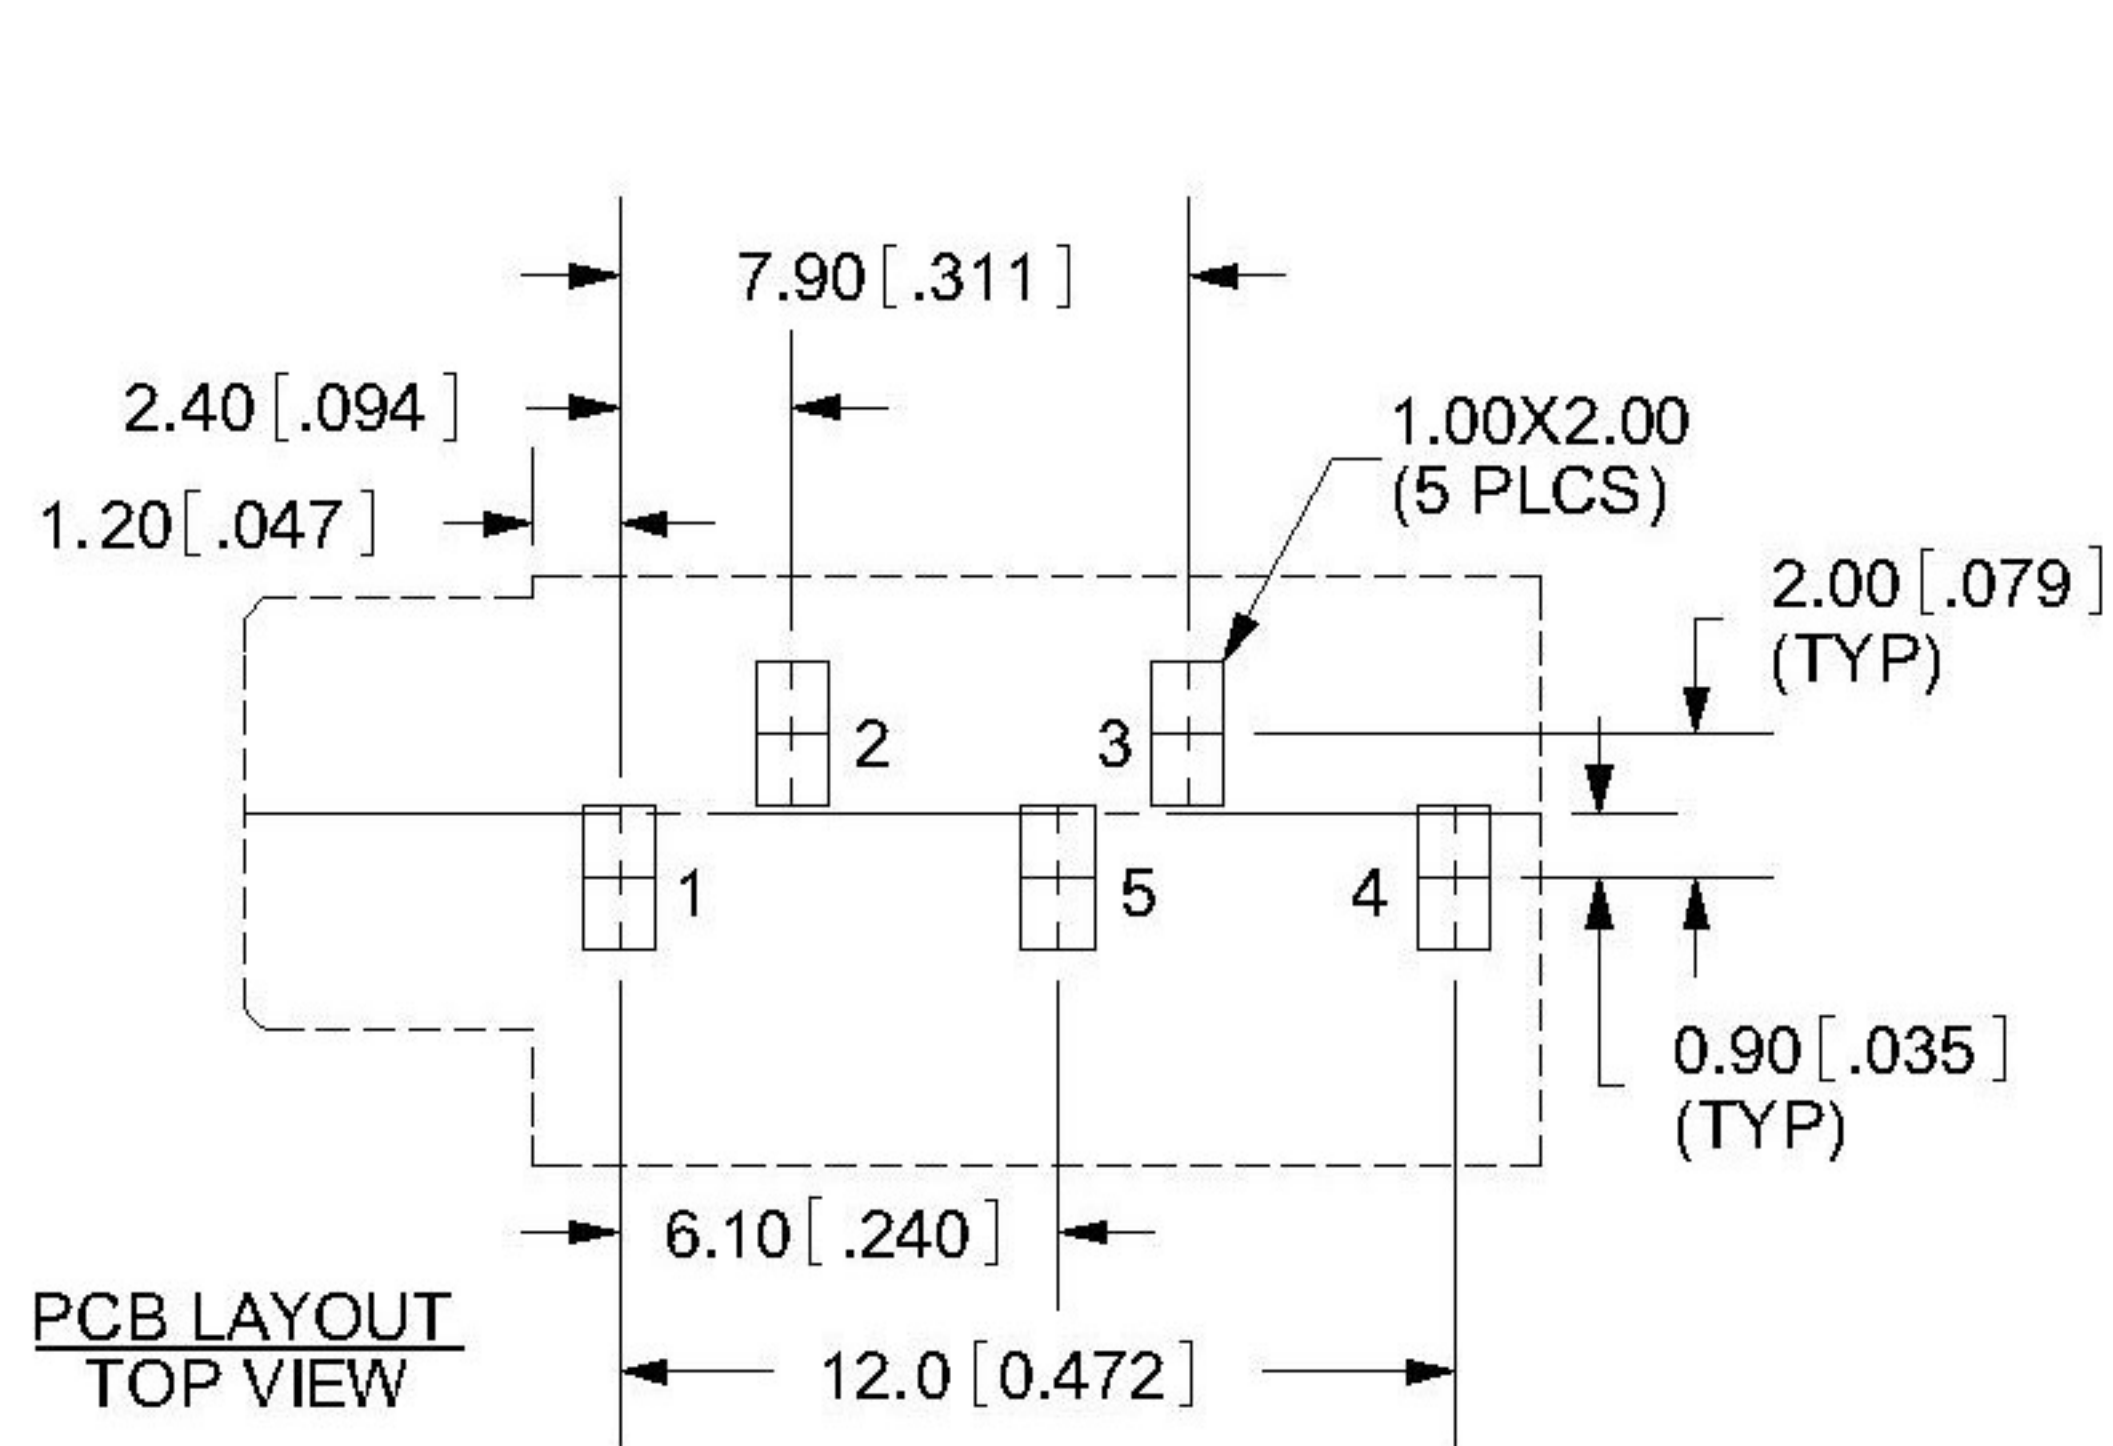 7.90[.311]
2.40[.094]
1.00X2.00
(5 PLCS)
1.20[.047]
2.00[.079]
(TYP)
2
3
1
5
4
0.90[.035]
(TYP)
6.10[.240]
PCB LAYOUT
TOP VIEW
12.0[0.472]